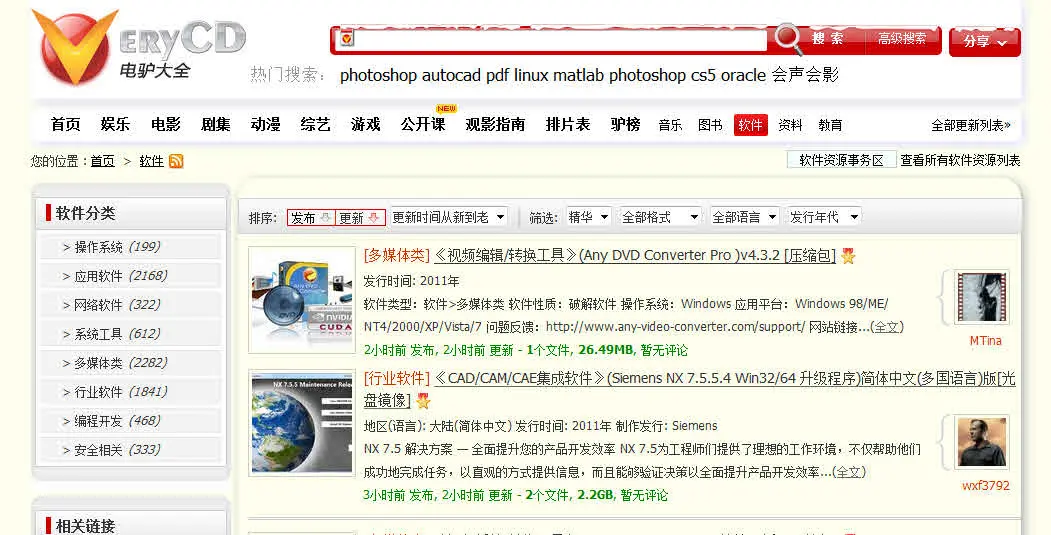 VERYCD
电驴大全
搜 索 高级搜索 分享
热门搜索： photoshop autocad pdf linux matlab photoshop cs5 oracle 会声会影
NEW
首页 娱乐 电影 剧集 动漫 综艺 游戏 公开课 观影指南 排片表 驴榜 音乐 图书 软件 资料 教育 全部更新列表»
您的位置：首页 > 软件 软件资源事务区 查看所有软件资源列表
软件分类
> 操作系统 (199)
> 应用软件 (2168)
> 网络软件 (322)
> 系统工具 (612)
> 多媒体类 (2282)
> 行业软件 (1841)
> 编程开发 (468)
> 安全相关 (333)
相关链接
排序: 发布 更新 更新时间从新到老 筛选: 精华 全部格式 全部语言 发行年代
[多媒体类]《视频编辑/转换工具》(Any DVD Converter Pro )v4.3.2 [压缩包]
发行时间: 2011年
软件类型：软件>多媒体类 软件性质：破解软件 操作系统：Windows 应用平台：Windows 98/ME/
NT4/2000/XP/Vista/7 问题反馈：http://www.any-video-converter.com/support/ 网站链接...(全文)
2小时前 发布, 2小时前 更新 - 1个文件, 26.49MB, 暂无评论
DVD
NVIDIA
CUDA
MTina
NX 7.5.5 Maintenance Relea
[行业软件]《CAD/CAM/CAE集成软件》(Siemens NX 7.5.5.4 Win32/64 升级程序)简体中文(多国语言)版[光
盘镜像]
地区(语言): 大陆(简体中文) 发行时间: 2011年 制作发行: Siemens
NX 7.5 解决方案 — 全面提升您的产品开发效率 NX 7.5为工程师们提供了理想的工作环境，不仅帮助他们
成功地完成任务，以直观的方式提供信息，而且能够验证决策以全面提升产品开发效率...(全文)
3小时前 发布, 2小时前 更新 - 2个文件, 2.2GB, 暂无评论
wxf3792